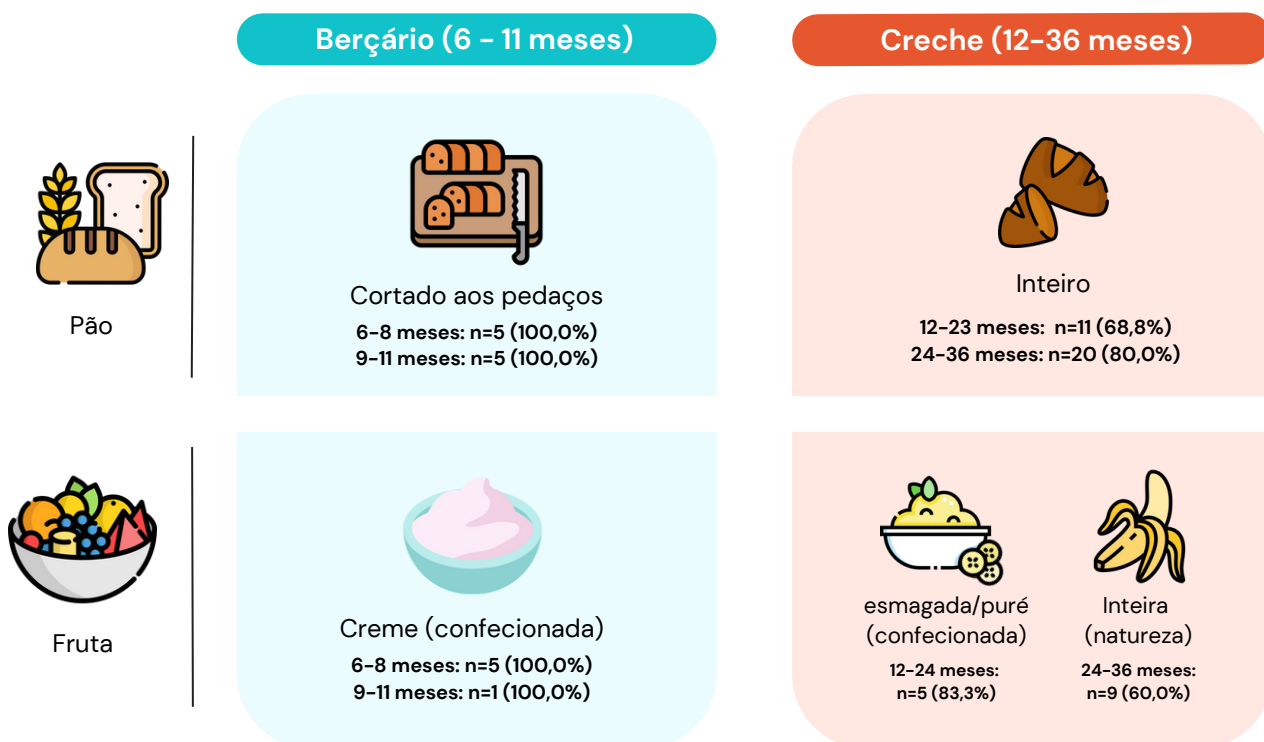 Berçário (6 - 11 meses)
Creche (12-36 meses)
Pão
Cortado aos pedaços
6-8 meses: n=5 (100,0%)
9-11 meses: n=5 (100,0%)
Inteiro
12-23 meses: n=11 (68,8%)
24-36 meses: n=20 (80,0%)
Fruta
Creme (confecionada)
6-8 meses: n=5 (100,0%)
9-11 meses: n=1 (100,0%)
esmagada/puré
(confecionada)
12-24 meses:
n=5 (83,3%)
Inteira
(natureza)
24-36 meses:
n=9 (60,0%)